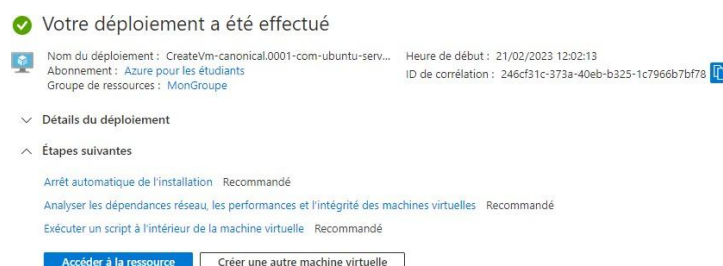 Votre déploiement a été effectué
Nom du déploiement : CreateVm-canonical.0001-com-ubuntu-serv... Heure de début : 21/02/2023 12:02:13
Abonnement : Azure pour les étudiants ID de corrélation : 246cf31c-373a-40eb-b325-1c7966b7bf78
Groupe de ressources : MonGroupe
Détails du déploiement
Étapes suivantes
Arrêt automatique de l'installation Recommandé
Analyser les dépendances réseau, les performances et l'intégrité des machines virtuelles Recommandé
Exécuter un script à l'intérieur de la machine virtuelle Recommandé
Accéder à la ressource Créer une autre machine virtuelle